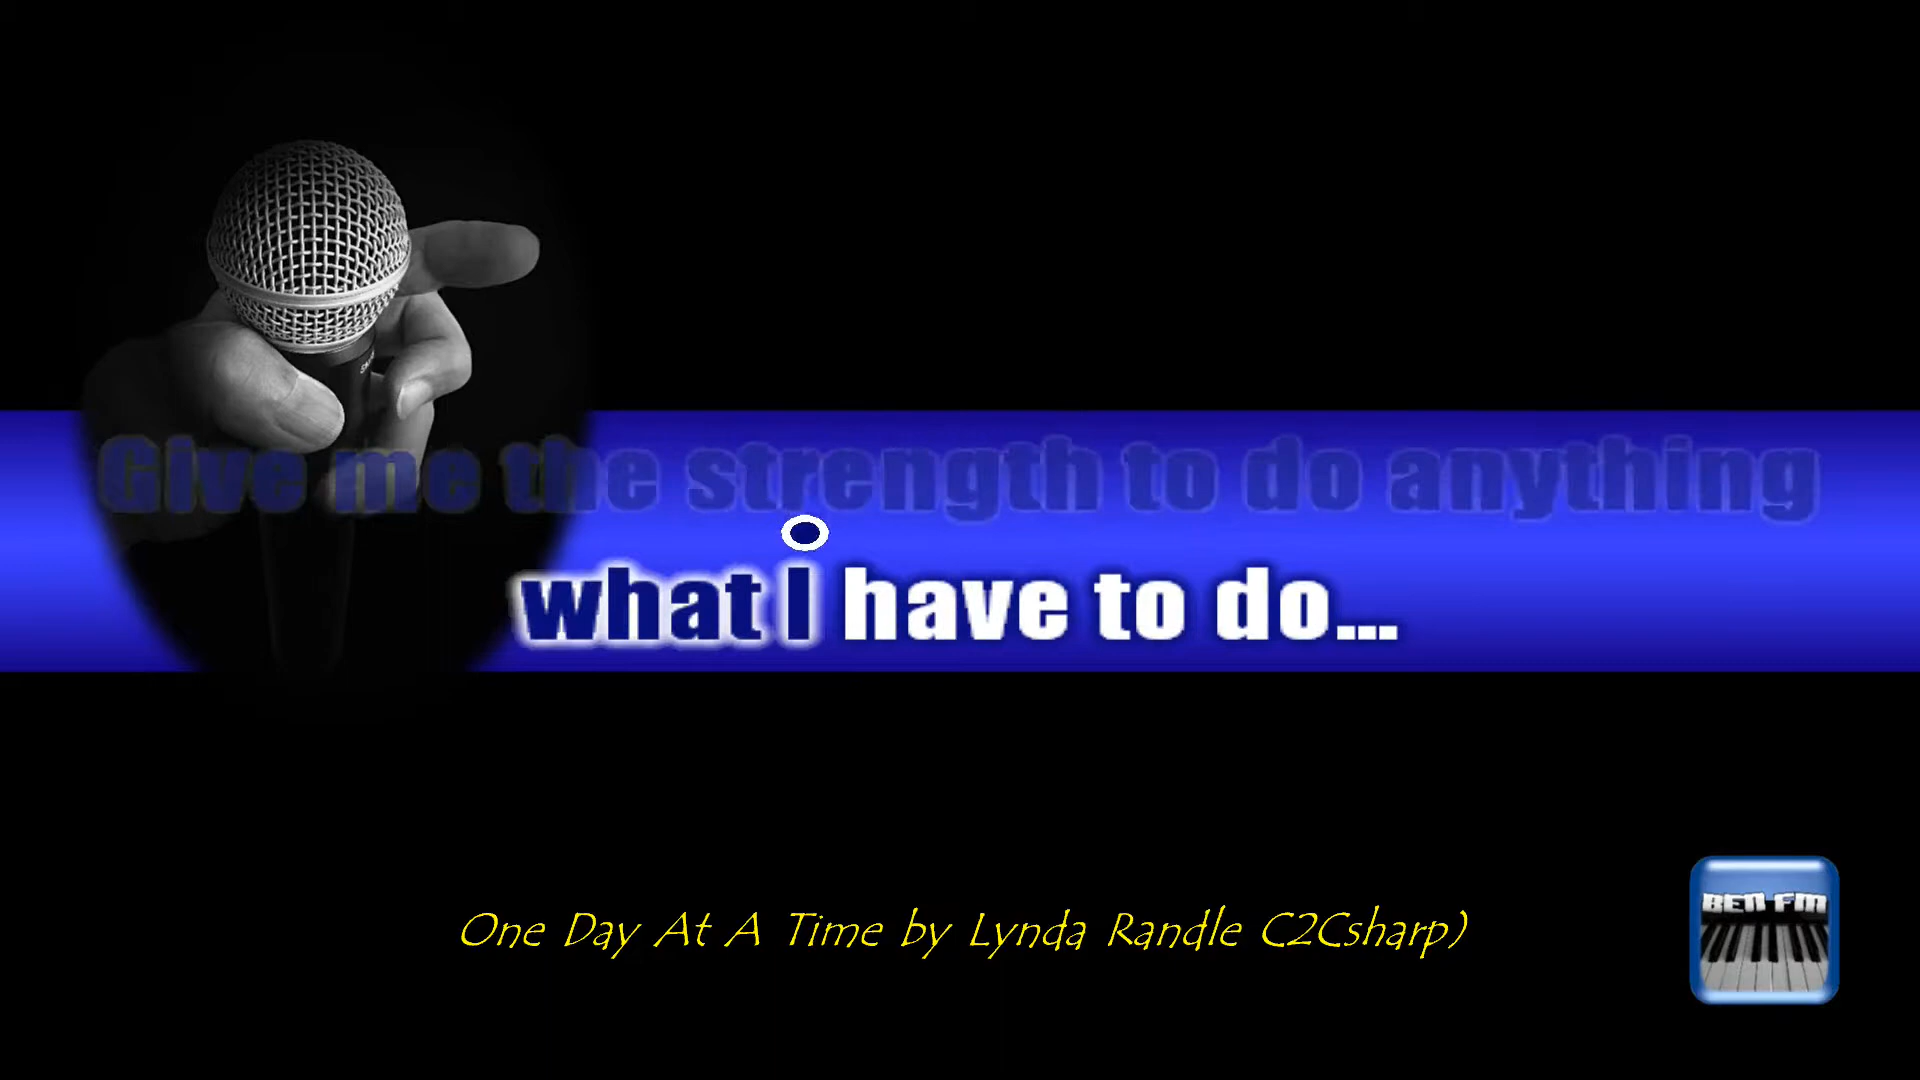 Give me the strength to do anything
what I have to do...
One Day At A Time by Lynda Randle C2Csharp)
BEN FM